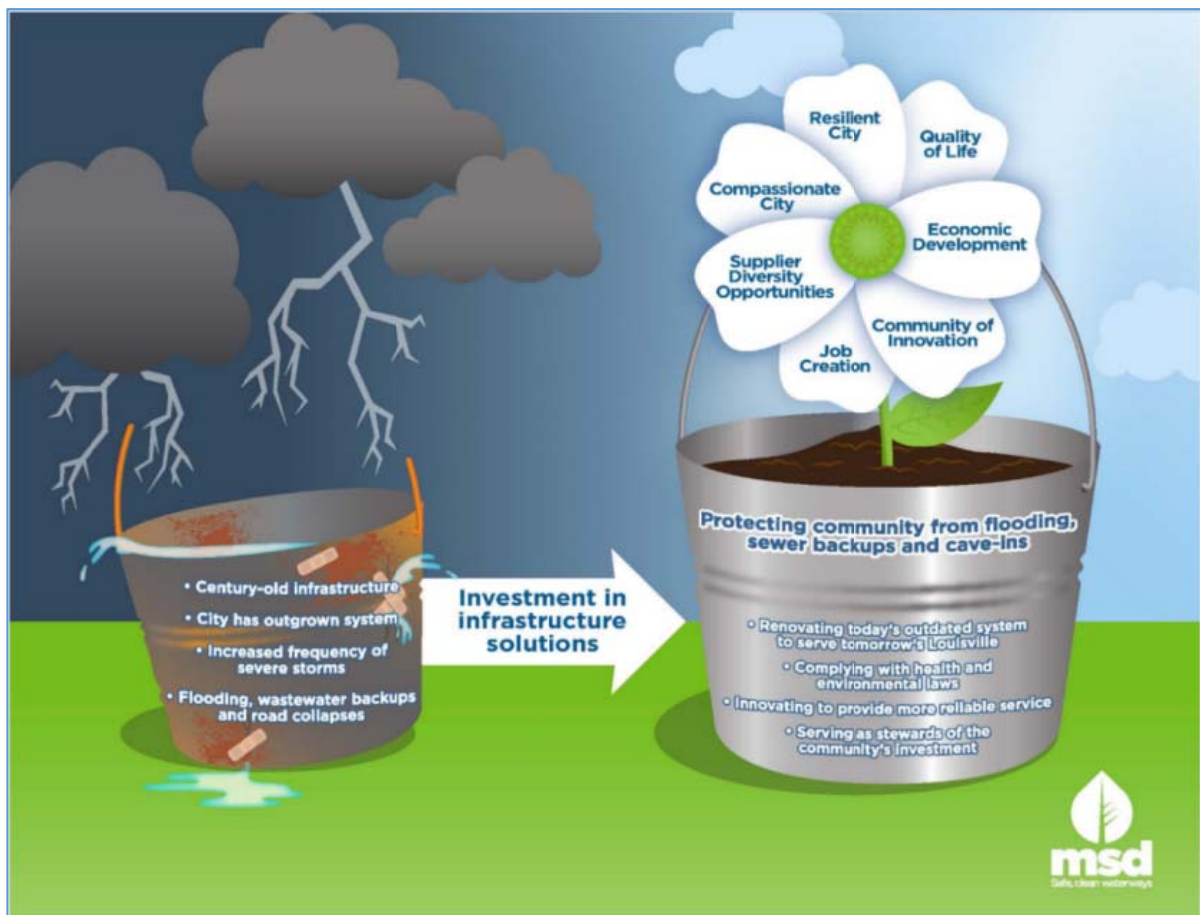 Resilient
City
Quality
of Life
Compassionate
City
Economic
Development
Supplier
Diversity
Opportunities
Community of
Innovation
Job
Creation
• Century-old infrastructure
• City has outgrown system
• Increased frequency of
severe storms
• Flooding, wastewater backups
and road collapses
Investment in
infrastructure
solutions
Protecting community from flooding,
sewer backups and cave-ins
• Renovating today's outdated system
to serve tomorrow's Louisville
• Complying with health and
environmental laws
• Innovating to provide more reliable service
• Serving as stewards of the
community's investment
msd
Safe, clean waterways